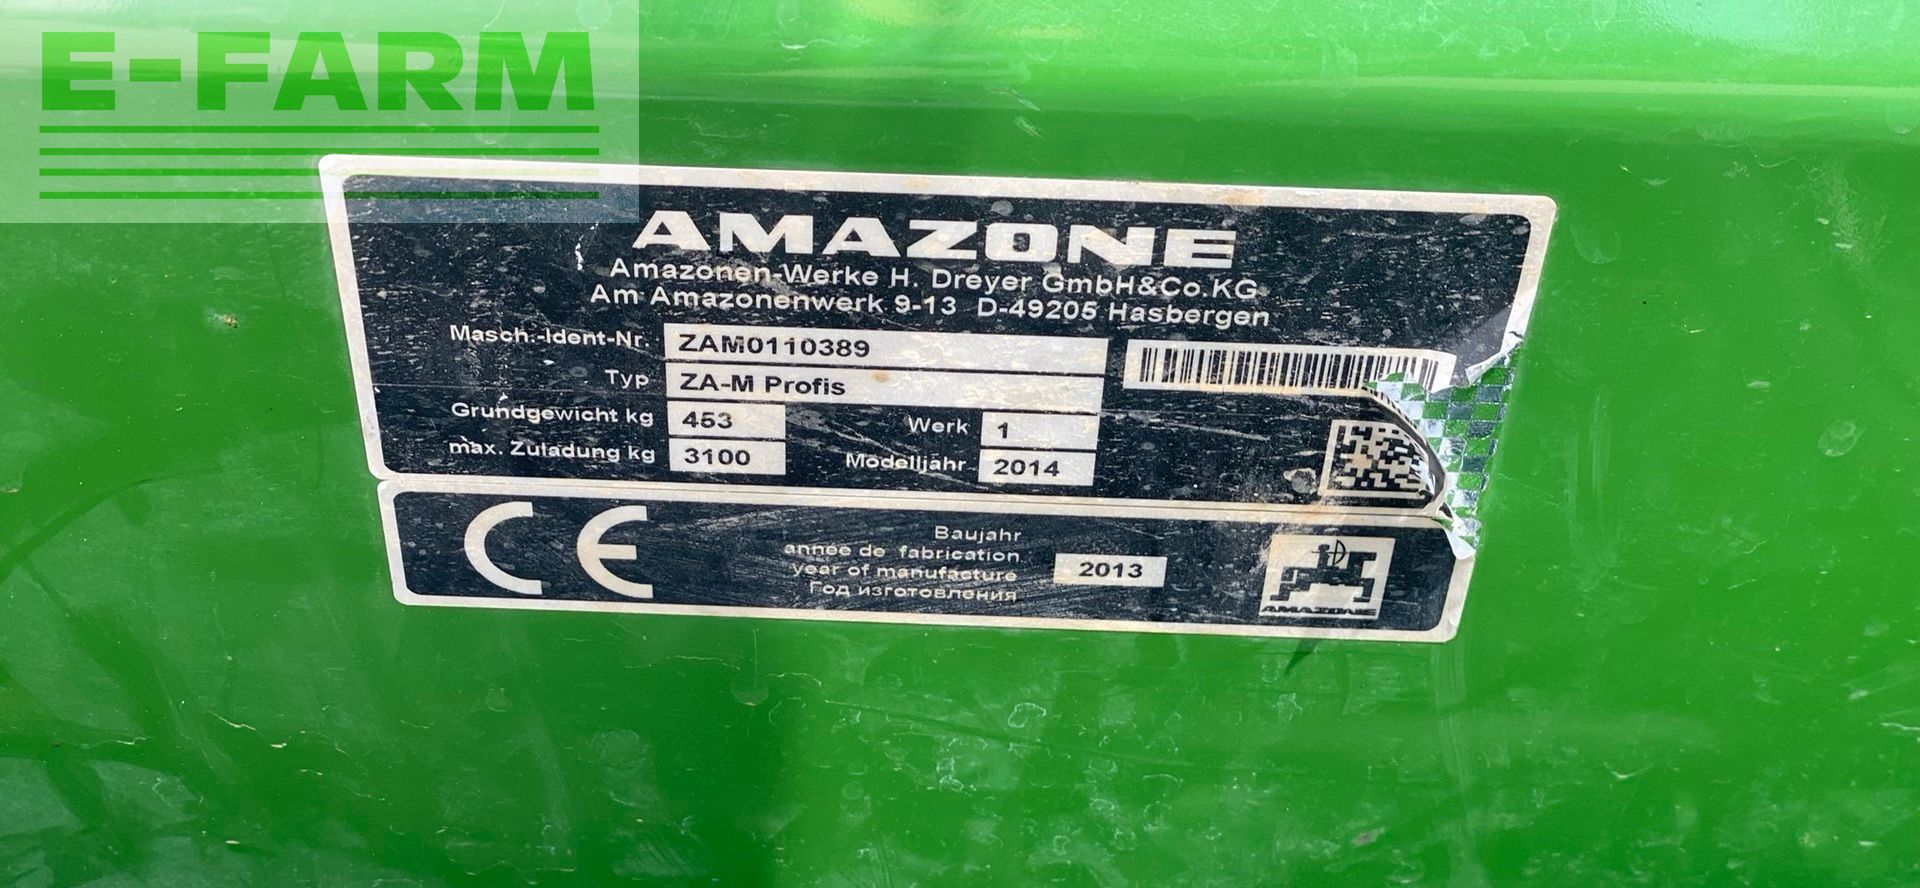 E-FARM
AMAZONE
Amazonen-Werke H. Dreyer GmbH&Co.KG
Am Amazonenwerk 9-13 D-49205 Hasbergen
Masch.-Ident-Nr. ZAM0110389
Typ ZA-M Profis
Grundgewicht kg 453 Werk 1
max. Zuladung kg 3100 Modelljahr 2014
CE
Baujahr
année de fabrication
year of manufacture 2013
Год изготовления
AMAZONE